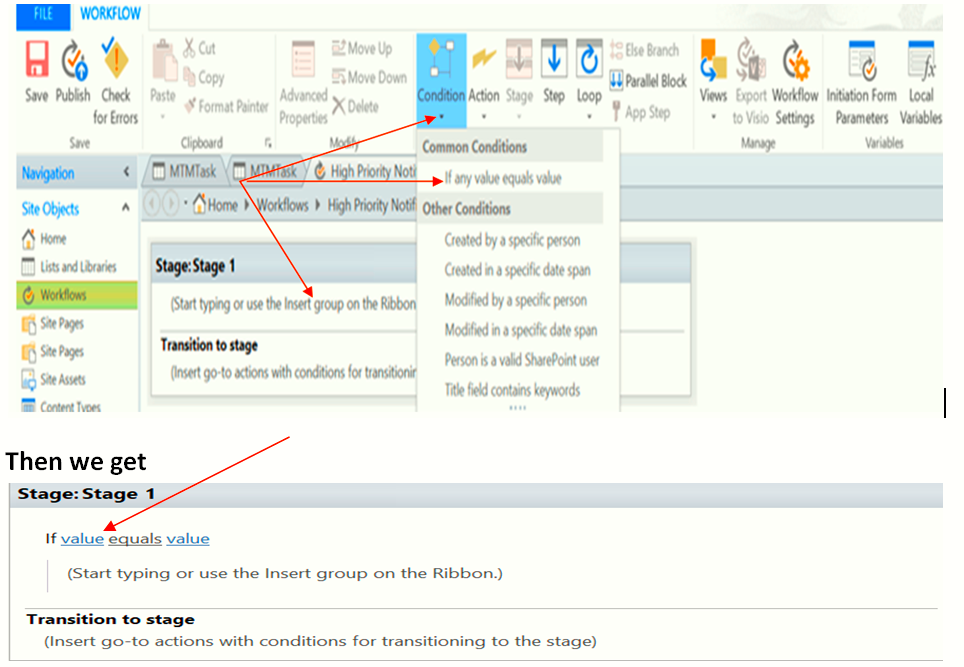 FILE WORKFLOW
Cut Move Up Else Branch
Copy Move Down Parallel Block
Format Painter Delete App Step
Save Publish Check for Errors Paste Advanced Properties Condition Action Stage Step Loop Views Export to Visio Workflow Settings Initiation Form Parameters Local Variables
Save Clipboard Modify Manage Variables
Common Conditions
If any value equals value
Other Conditions
Created by a specific person
Created in a specific date span
Modified by a specific person
Modified in a specific date span
Person is a valid SharePoint user
Title field contains keywords
Navigation MTMTask MTMTask High Priority Noti
Site Objects Home Workflows High Priority Notif
Home
Lists and Libraries
Workflows
Site Pages
Site Pages
Site Assets
Content Types
Stage: Stage 1
(Start typing or use the Insert group on the Ribbon
Transition to stage
(Insert go-to actions with conditions for transitionin
Then we get
Stage: Stage 1
If value equals value
(Start typing or use the Insert group on the Ribbon.)
Transition to stage
(Insert go-to actions with conditions for transitioning to the stage)